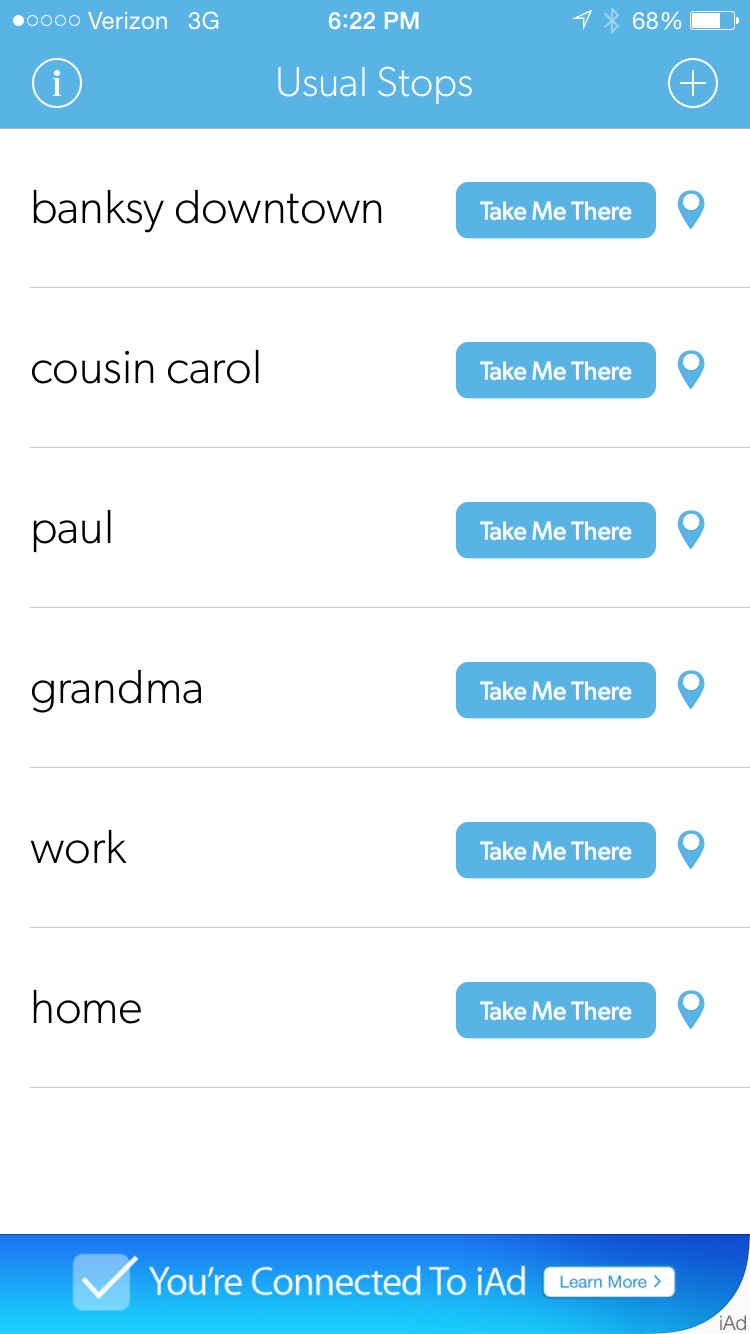 Verizon 3G 6:22 PM 68%
i Usual Stops
banksy downtown Take Me There
cousin carol Take Me There
paul Take Me There
grandma Take Me There
work Take Me There
home Take Me There
You're Connected To iAd Learn More >
iAd